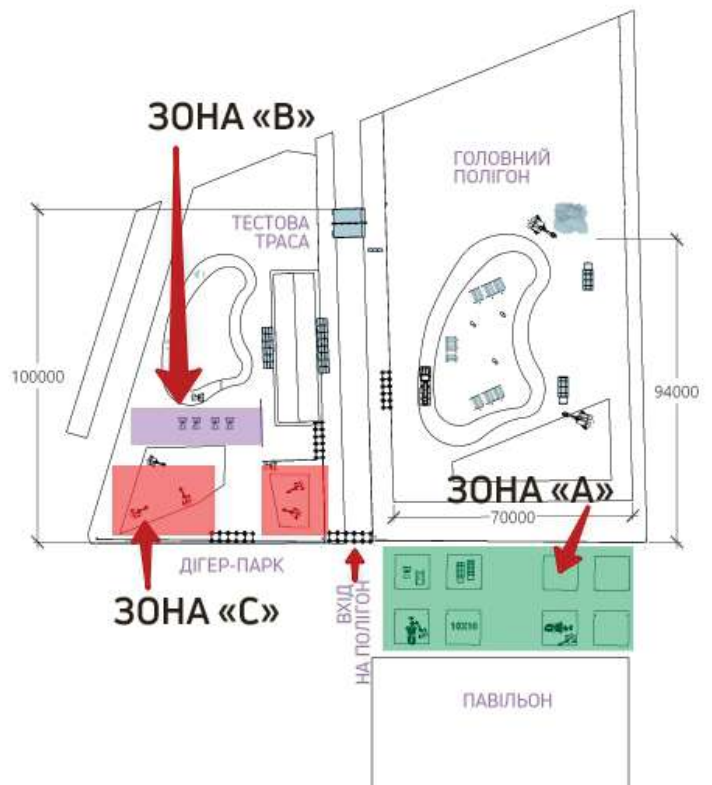 ЗОНА «В»
ГОЛОВНИЙ
ПОЛІГОН
ТЕСТОВА
ТРАСА
100000
94000
ЗОНА «А»
70000
ДІГЕР-ПАРК
ЗОНА «С»
ВХІД
НА ПОЛІГОН
10X10
ПАВІЛЬОН